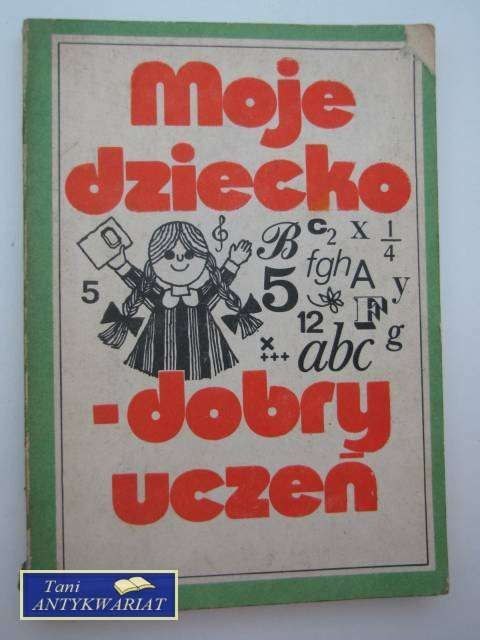 Moje
dziecko
B c2 x 1/4
5 5 fgh A y
12 F g
x
+++ abc
-dobry
uczeń
Tani
ANTYKWARIAT